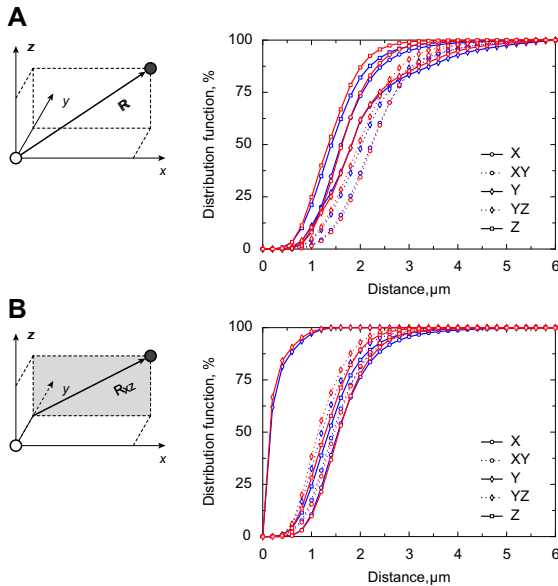 A
z
y
R
x
Distribution function, %
100
75
50
25
0
X
XY
Y
YZ
Z
0 1 2 3 4 5 6
Distance,µm
B
z
y
RXZ
x
Distribution function, %
100
75
50
25
0
X
XY
Y
YZ
Z
0 1 2 3 4 5 6
Distance,µm